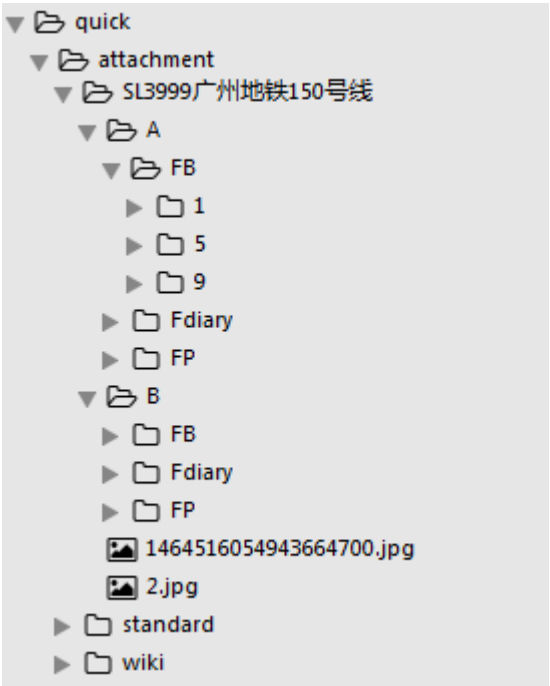 quick
attachment
SL3999广州地铁150号线
A
FB
1
5
9
Fdiary
FP
B
FB
Fdiary
FP
1464516054943664700.jpg
2.jpg
standard
wiki